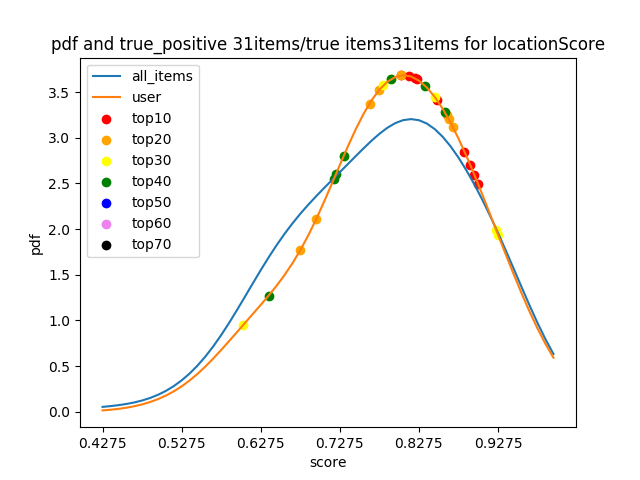 pdf and true_positive 31items/true items31items for locationScore
all_items
user
top10
top20
top30
top40
top50
top60
top70
pdf
3.5
3.0
2.5
2.0
1.5
1.0
0.5
0.0
0.4275 0.5275 0.6275 0.7275 0.8275 0.9275
score